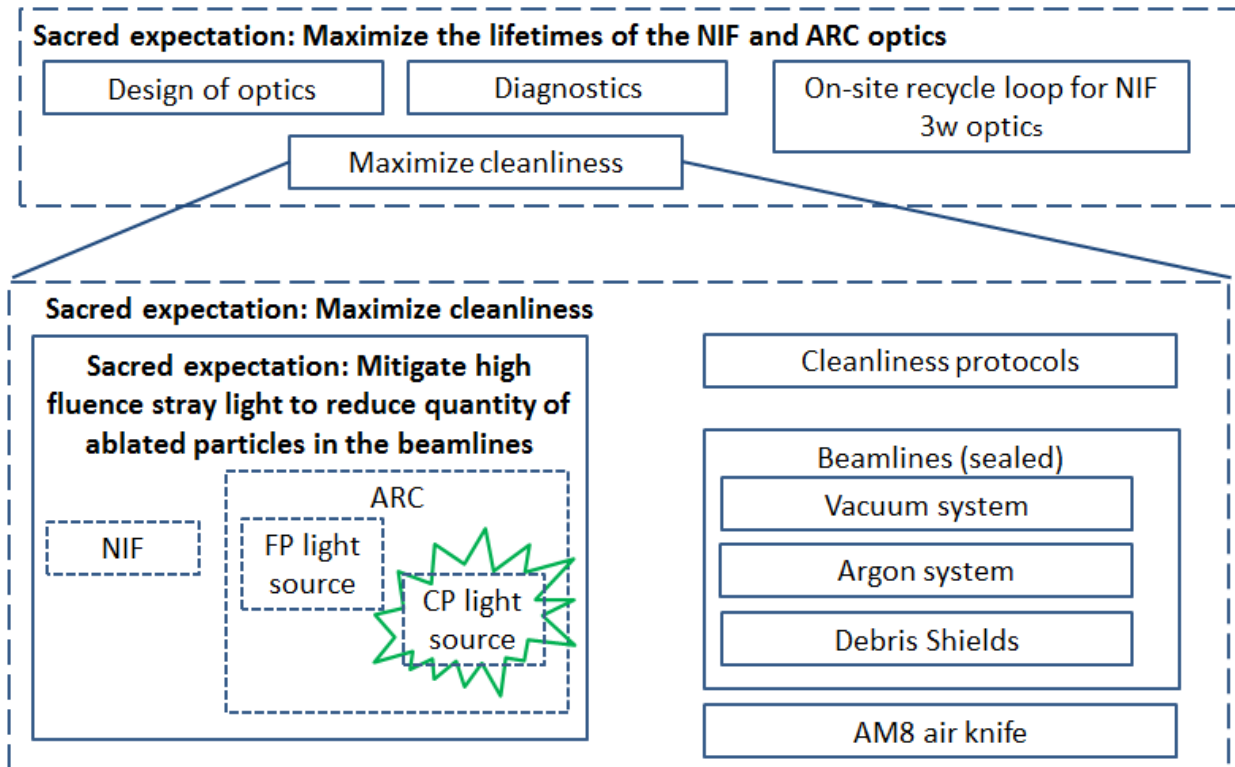 Sacred expectation: Maximize the lifetimes of the NIF and ARC optics
Design of optics
Diagnostics
On-site recycle loop for NIF
3w optics
Maximize cleanliness
Sacred expectation: Maximize cleanliness
Sacred expectation: Mitigate high
fluence stray light to reduce quantity of
ablated particles in the beamlines
ARC
NIF
FP light
source
CP light
source
Cleanliness protocols
Beamlines (sealed)
Vacuum system
Argon system
Debris Shields
AM8 air knife